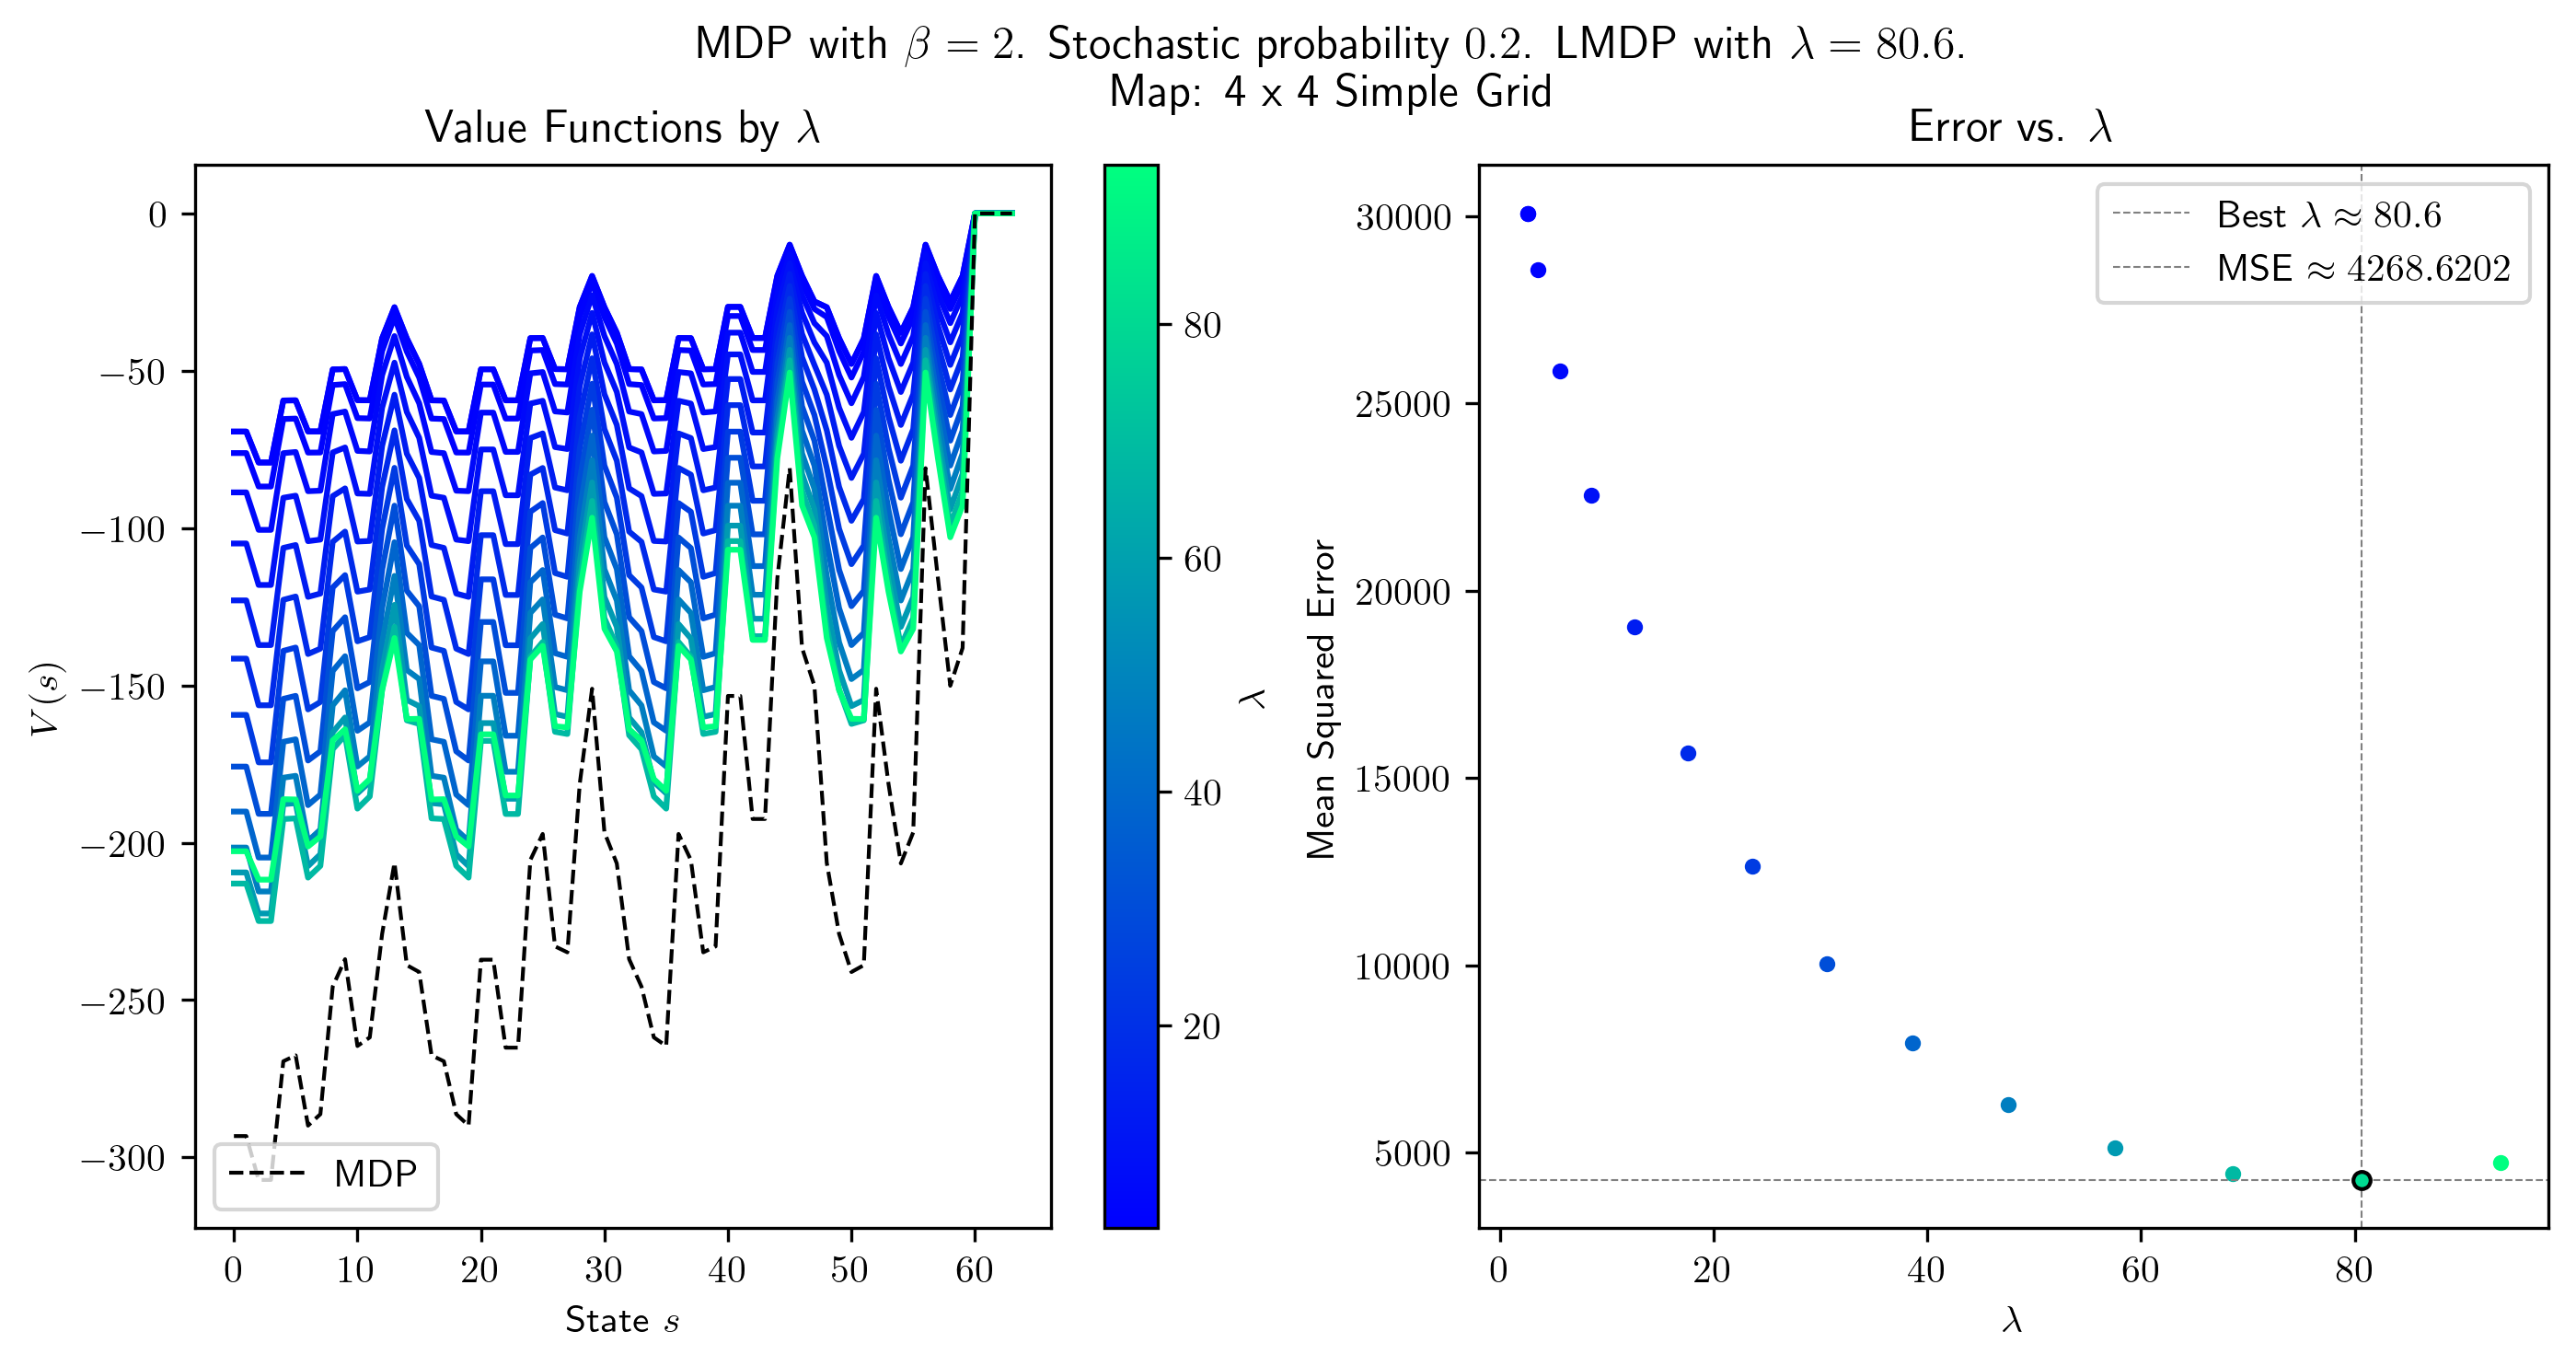 MDP with β = 2. Stochastic probability 0.2. LMDP with λ = 80.6.
Map: 4 x 4 Simple Grid
Value Functions by λ
V(s)
0
−50
−100
−150
−200
−250
−300
MDP
0 10 20 30 40 50 60
State s
80
60
40
20
λ
Error vs. λ
Mean Squared Error
30000
25000
20000
15000
10000
5000
Best λ ≈ 80.6
MSE ≈ 4268.6202
0 20 40 60 80
λ